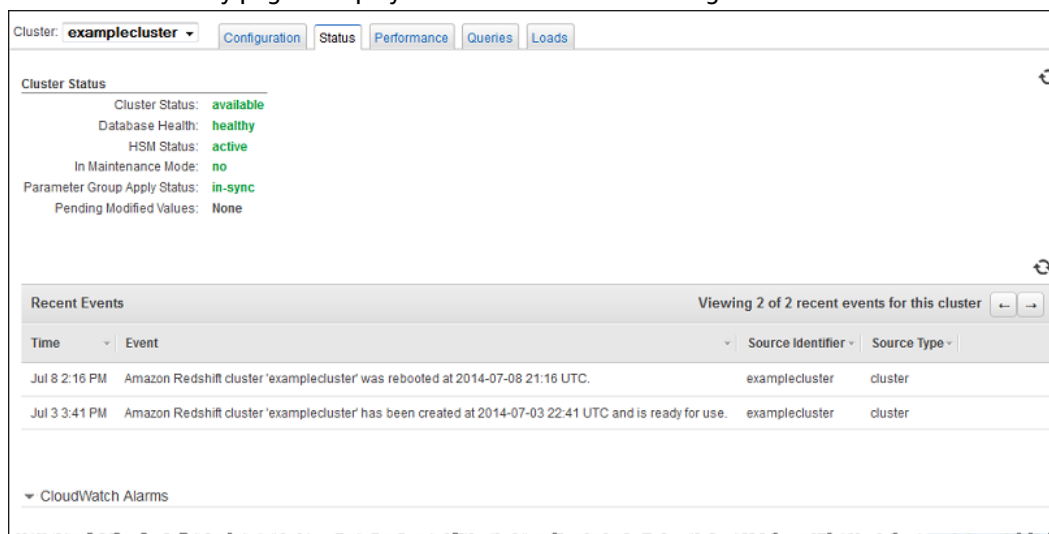 Cluster: examplecluster Configuration Status Performance Queries Loads
Cluster Status
Cluster Status: available
Database Health: healthy
HSM Status: active
In Maintenance Mode: no
Parameter Group Apply Status: in-sync
Pending Modified Values: None
Recent Events Viewing 2 of 2 recent events for this cluster ← →
Time Event Source Identifier Source Type
Jul 8 2:16 PM Amazon Redshift cluster 'examplecluster' was rebooted at 2014-07-08 21:16 UTC. examplecluster cluster
Jul 3 3:41 PM Amazon Redshift cluster 'examplecluster' has been created at 2014-07-03 22:41 UTC and is ready for use. examplecluster cluster
CloudWatch Alarms